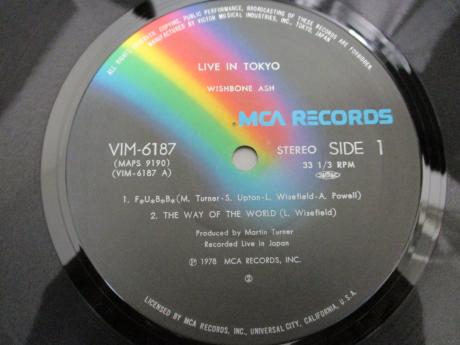 ALL RIGHTS RESERVED. UNAUTHORIZED COPYING, PUBLIC PERFORMANCE, BROADCASTING OF THESE RECORDS ARE FORBIDDEN.
MANUFACTURED BY VICTOR MUSICAL INDUSTRIES, INC. TOKYO JAPAN
LIVE IN TOKYO
WISHBONE ASH
MCA RECORDS
VIM-6187
(MAPS 9190)
(VIM-6187 A)
STEREO SIDE 1
33 1/3 RPM
1. F●U●B●B● (M. Turner-S. Upton-L. Wisefield-A. Powell)
2. THE WAY OF THE WORLD (L. Wisefield)
Produced by Martin Turner
Recorded Live in Japan
Ⓟ 1978 MCA RECORDS, INC.
②
LICENSED BY MCA RECORDS, INC., UNIVERSAL CITY, CALIFORNIA, U.S.A.